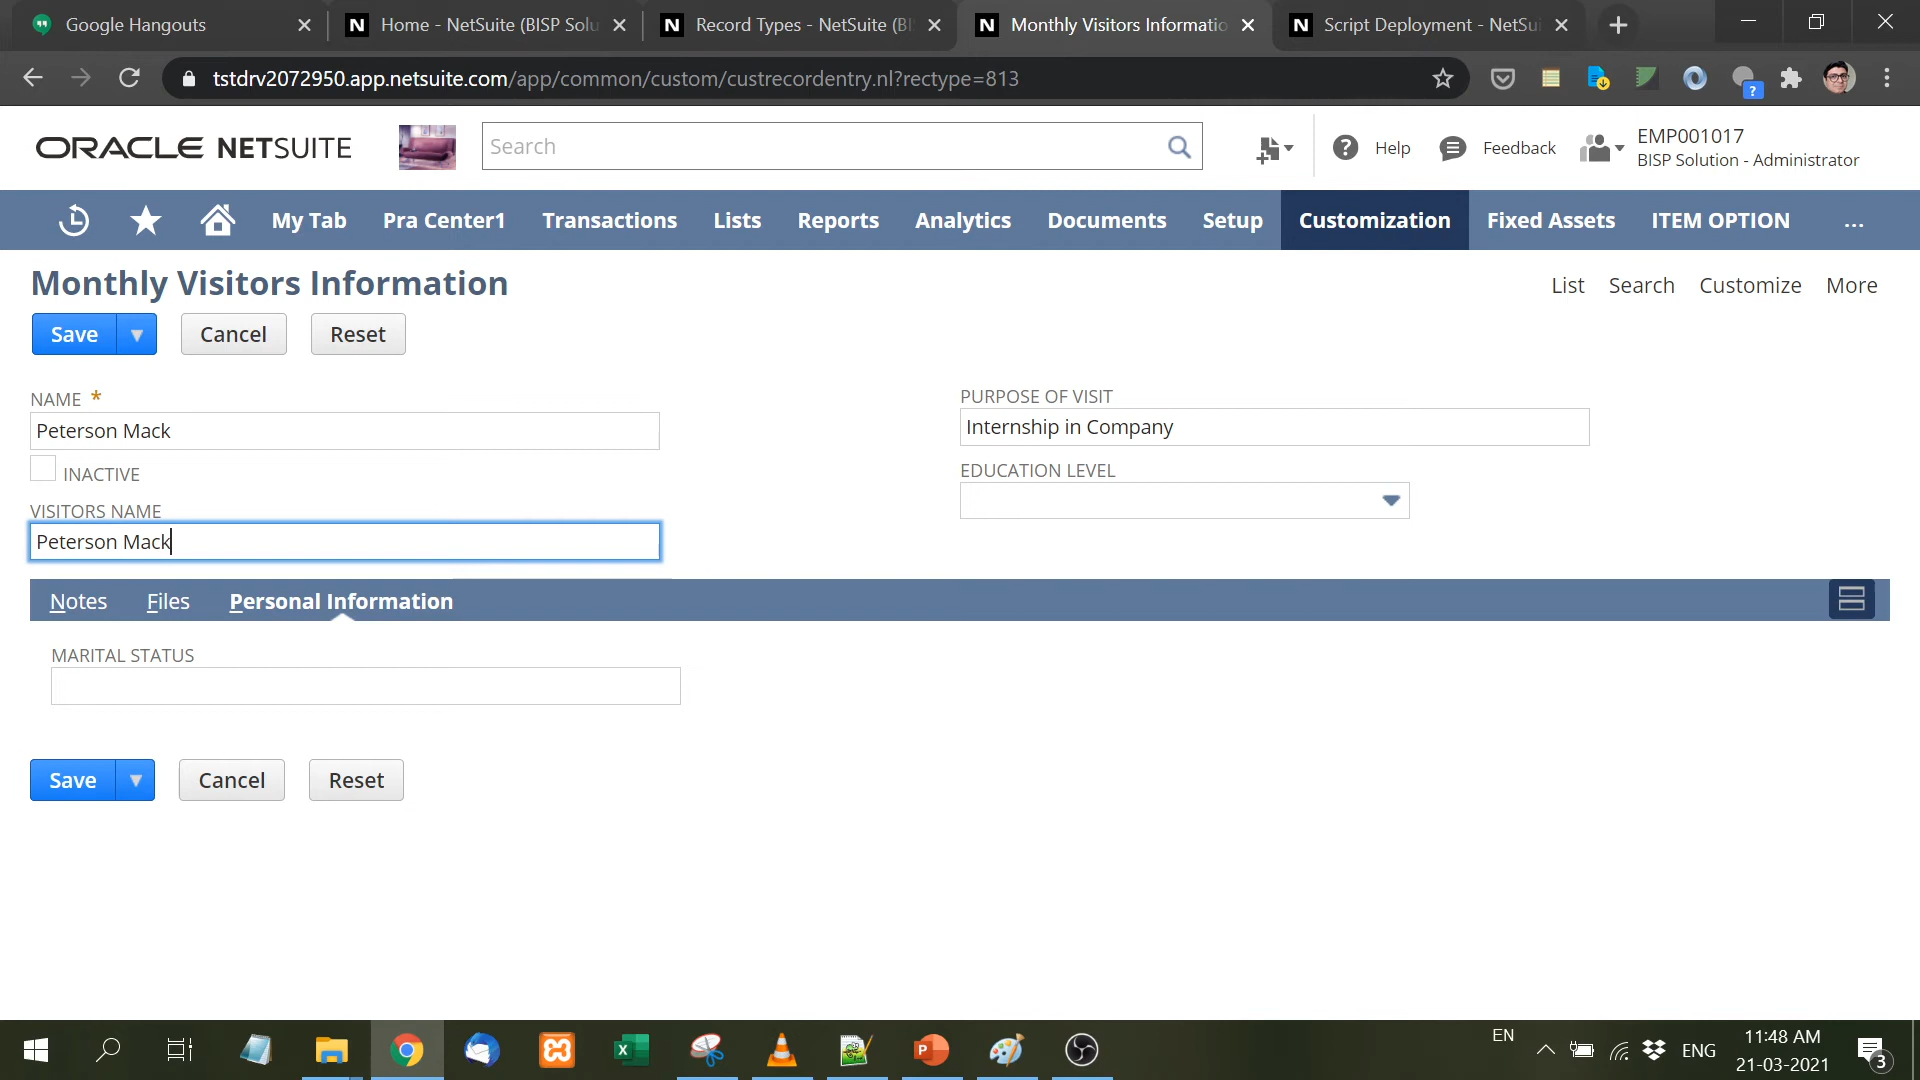 Google Hangouts
Home - NetSuite (BISP Solu
Record Types - NetSuite (BI
Monthly Visitors Informatio
Script Deployment - NetSui
tstdrv2072950.app.netsuite.com/app/common/custom/custrecordentry.nl?rectype=813
ORACLE NETSUITE
Search
Help
Feedback
EMP001017
BISP Solution - Administrator
My Tab
Pra Center1
Transactions
Lists
Reports
Analytics
Documents
Setup
Customization
Fixed Assets
ITEM OPTION
...
Monthly Visitors Information
List
Search
Customize
More
Save
Cancel
Reset
NAME *
Peterson Mack
INACTIVE
VISITORS NAME
Peterson Mack
PURPOSE OF VISIT
Internship in Company
EDUCATION LEVEL
Notes
Files
Personal Information
MARITAL STATUS
Save
Cancel
Reset
EN
ENG
11:48 AM
21-03-2021
3